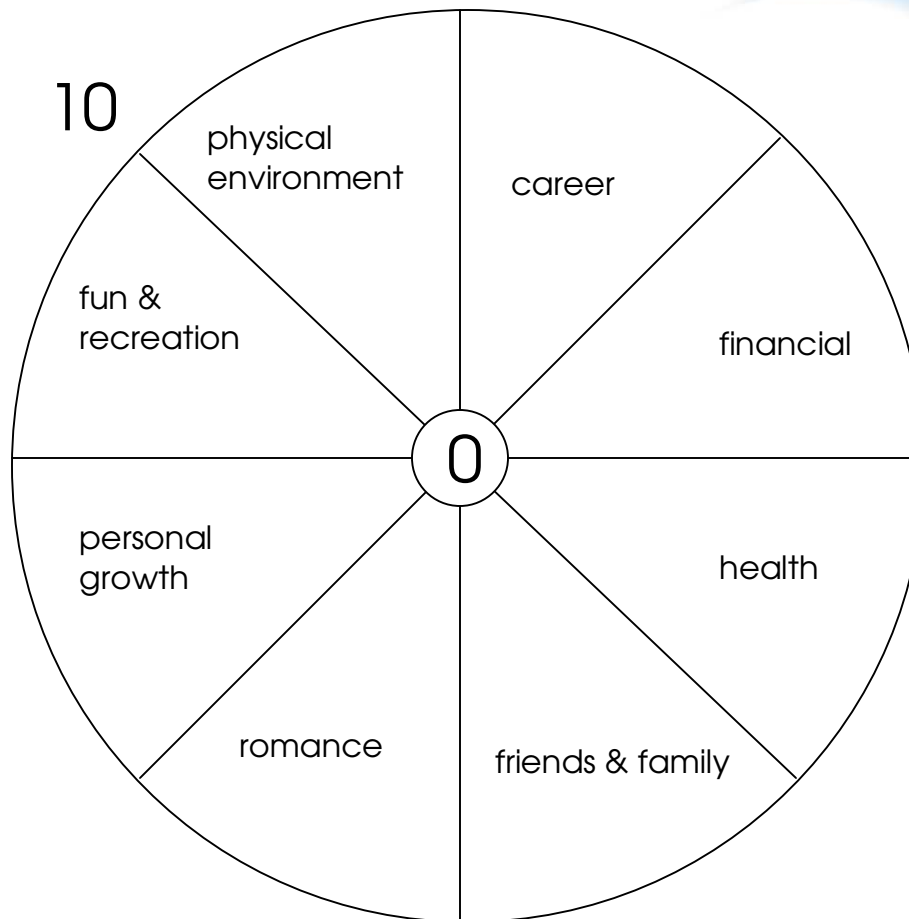 10
physical
environment
career
fun &
recreation
financial
0
personal
growth
health
romance
friends & family